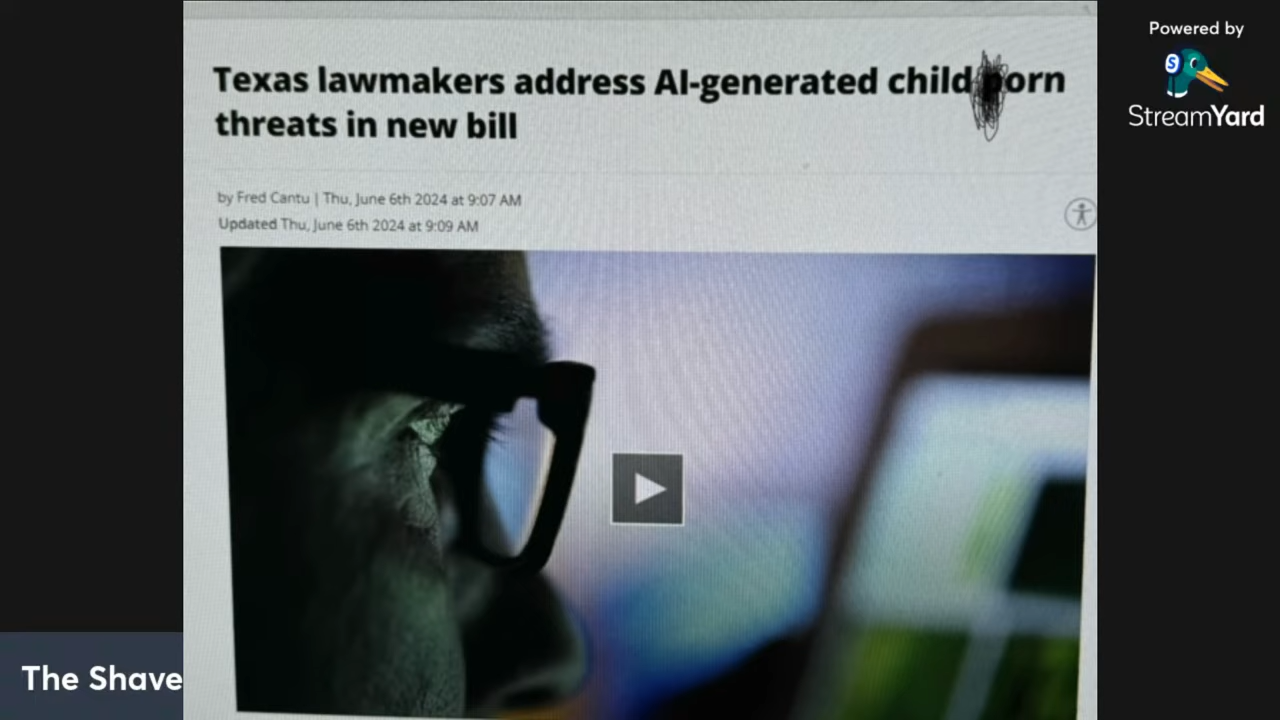 Texas lawmakers address AI-generated child porn
threats in new bill
by Fred Cantu | Thu, June 6th 2024 at 9:07 AM
Updated Thu, June 6th 2024 at 9:09 AM
Powered by
S
StreamYard
The Shave